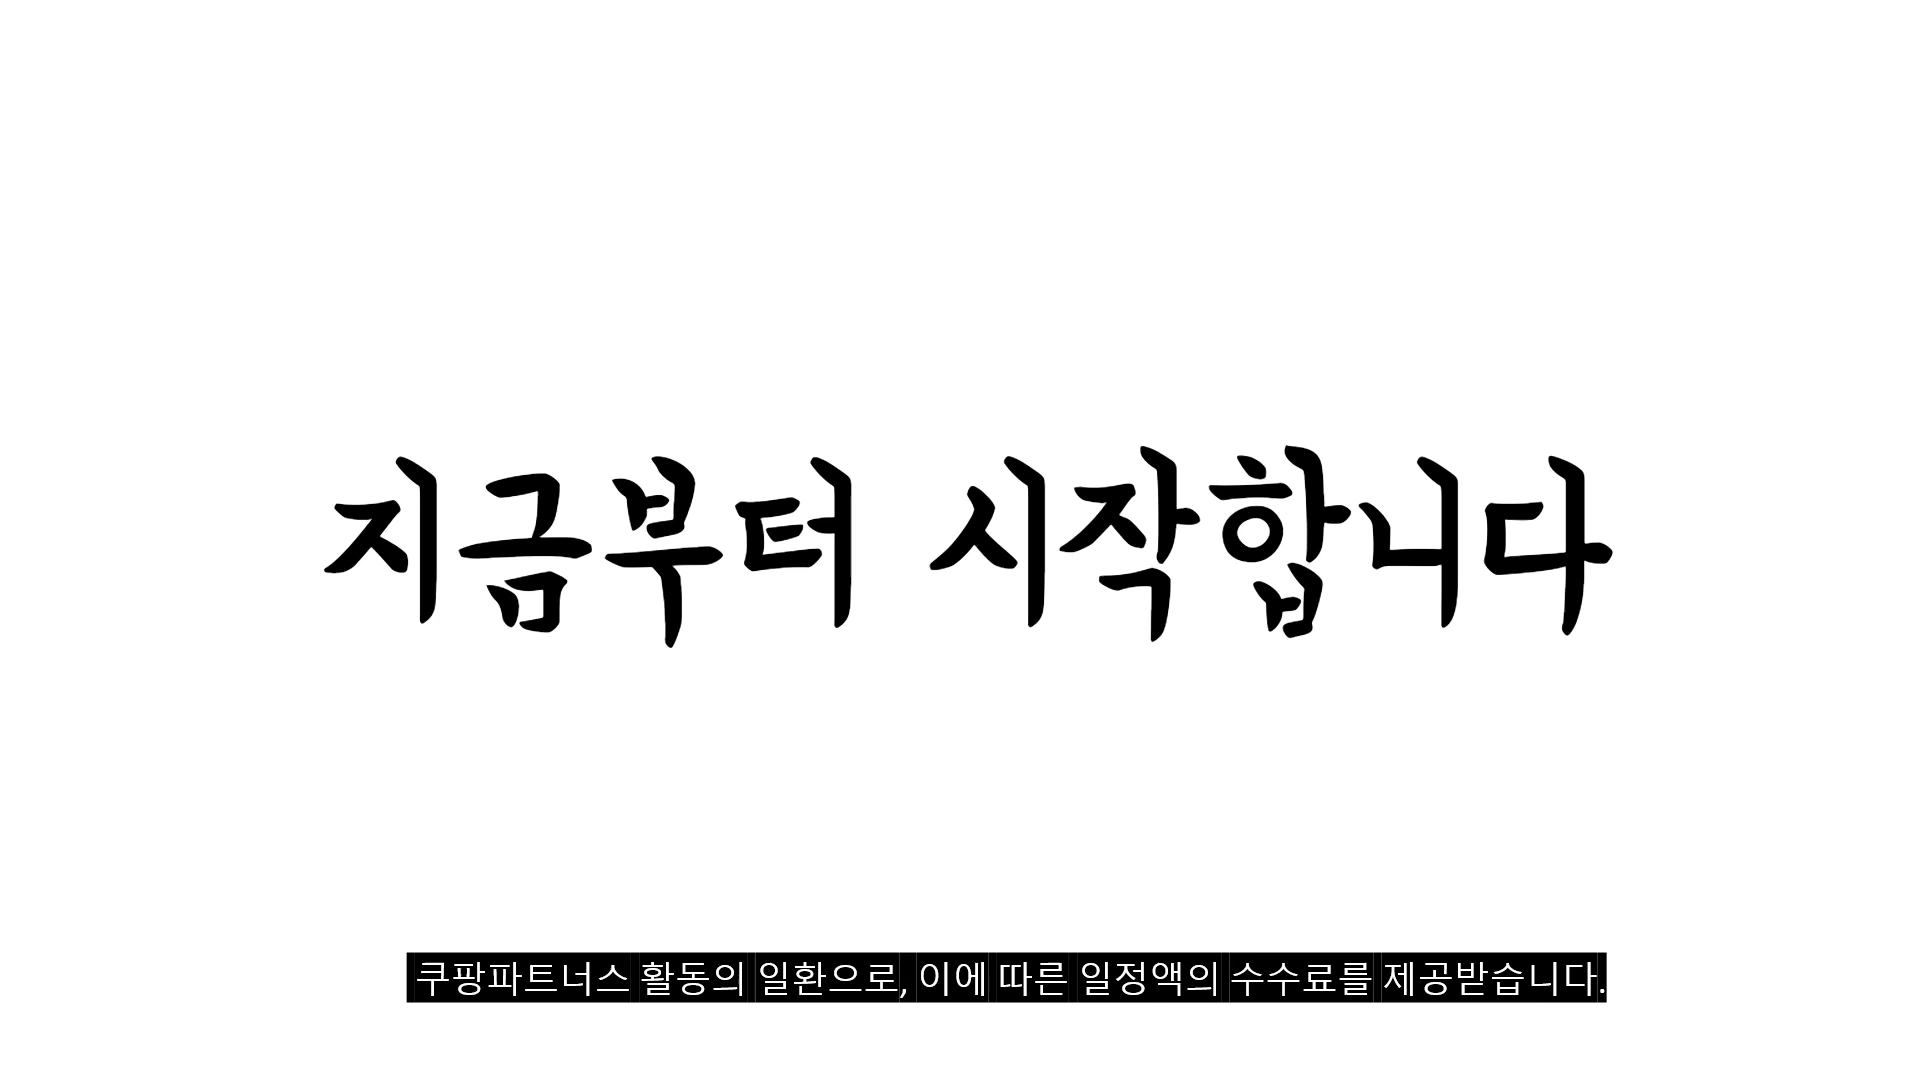 지금부터 시작합니다
쿠팡파트너스 활동의 일환으로, 이에 따른 일정액의 수수료를 제공받습니다.